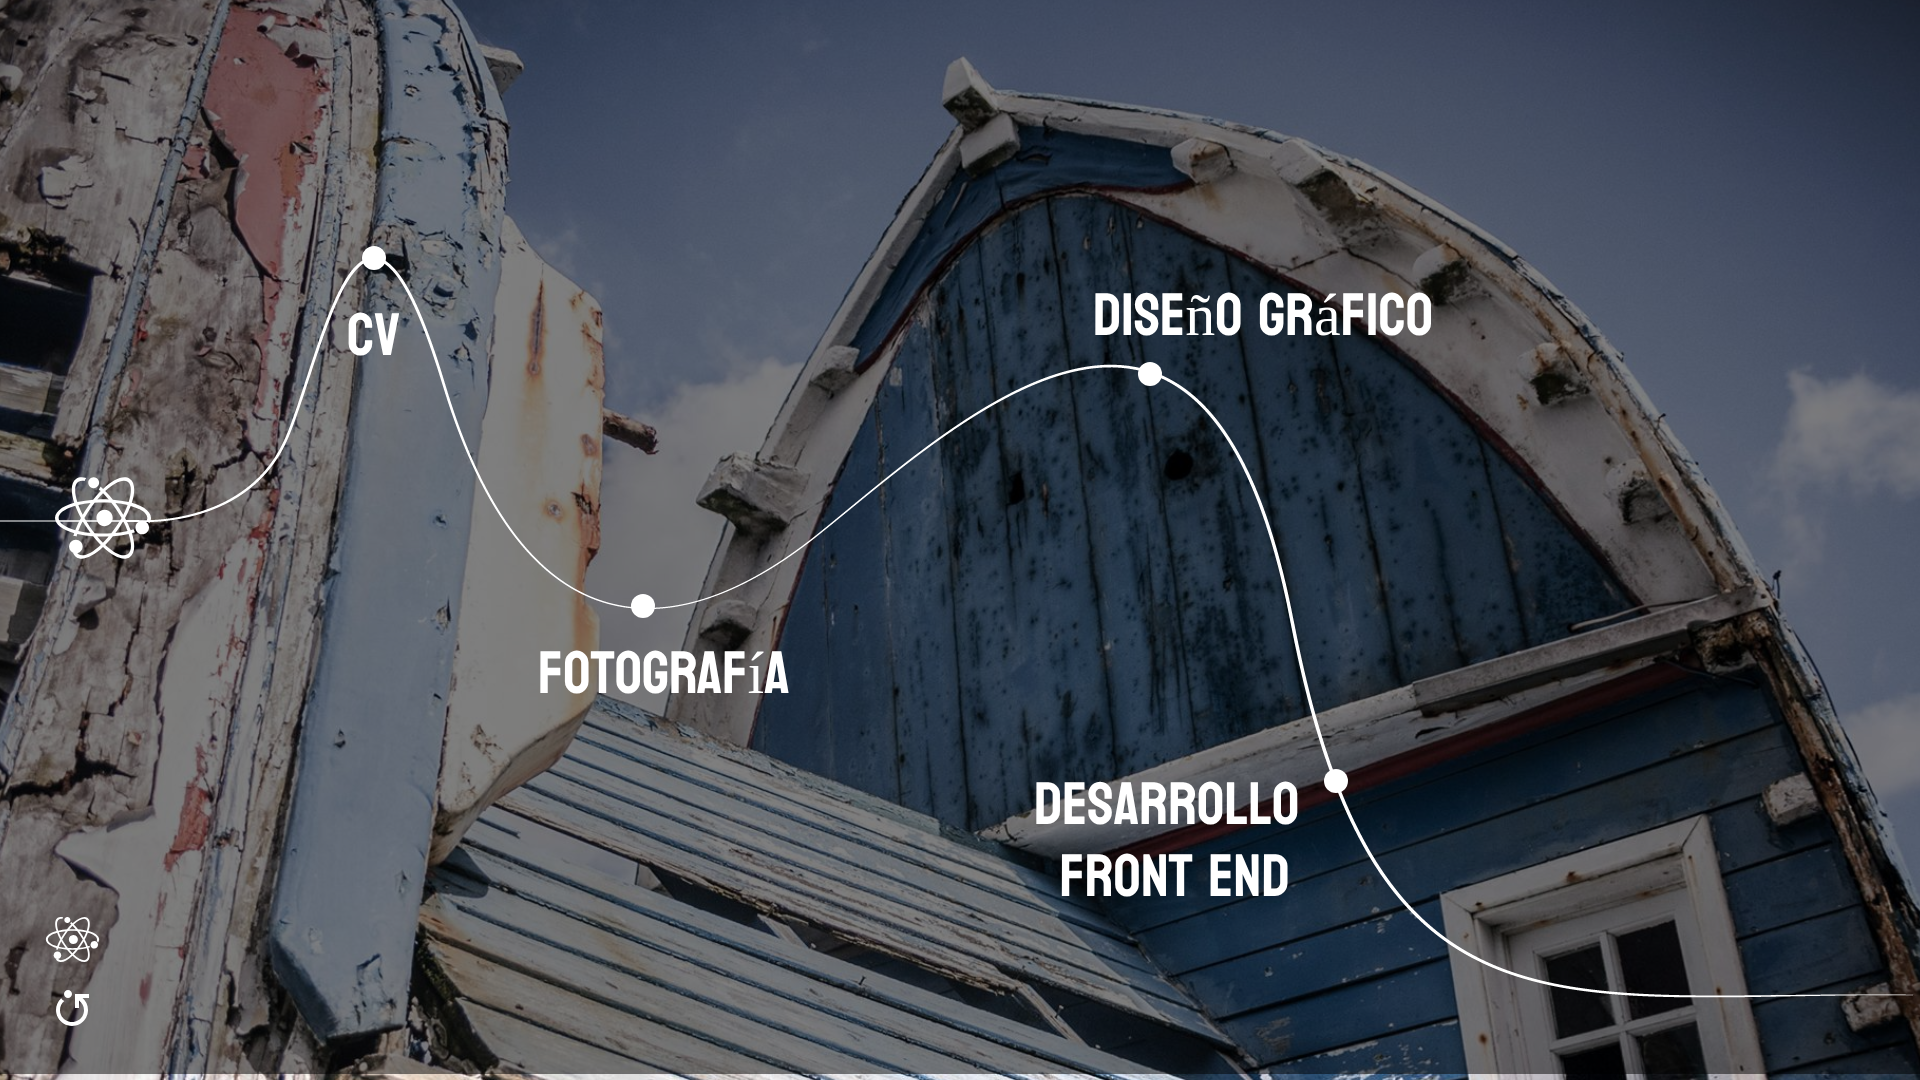 CV
DISEñO GRáFICO
FOTOGRAFíA
DESARROLLO
FRONT END